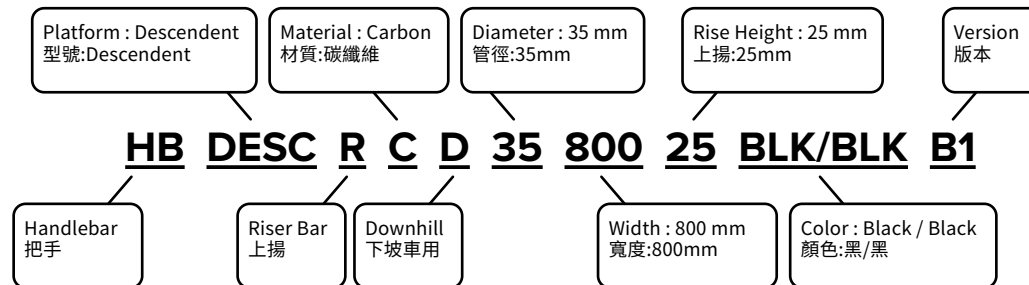 Platform : Descendent
型號:Descendent
Material : Carbon
材質:碳纖維
Diameter : 35 mm
管徑:35mm
Rise Height : 25 mm
上揚:25mm
Version
版本
HB DESC R C D 35 800 25 BLK/BLK B1
Handlebar
把手
Riser Bar
上揚
Downhill
下坡車用
Width : 800 mm
寬度:800mm
Color : Black / Black
顏色:黑/黑